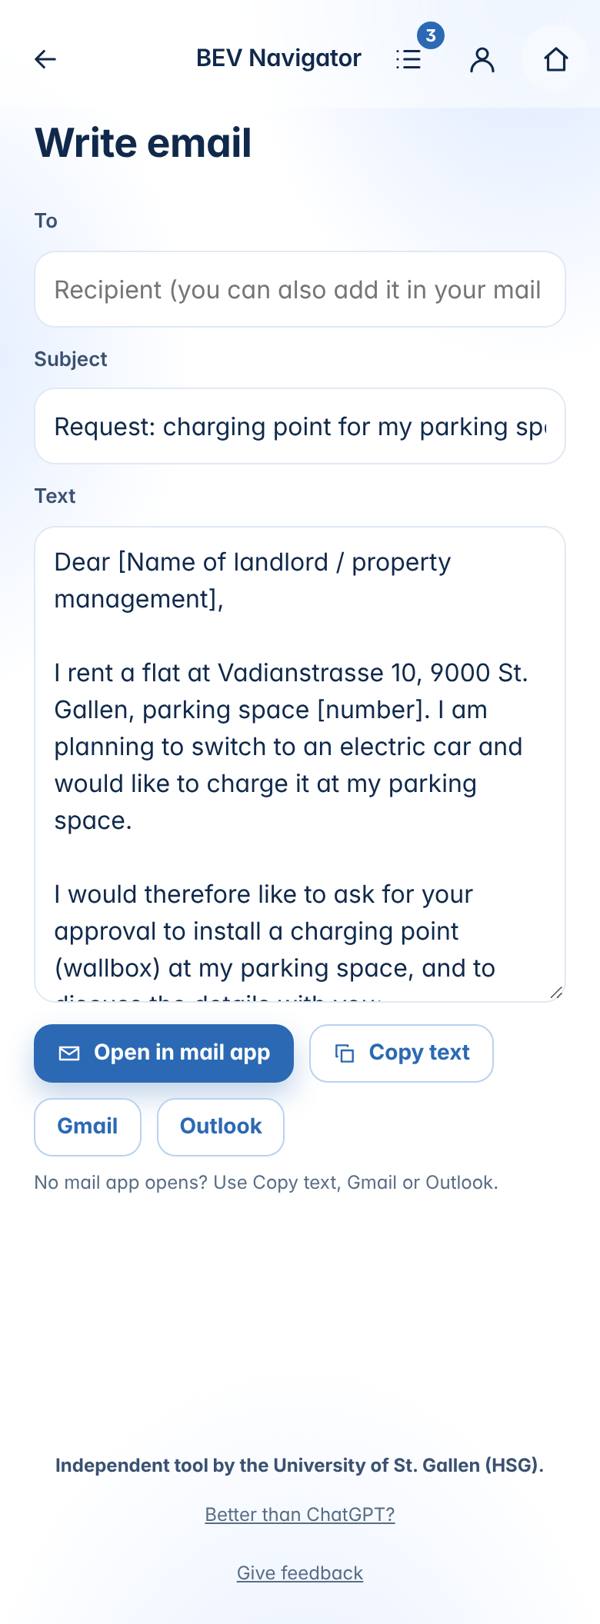 BEV Navigator
3
Write email
To
Recipient (you can also add it in your mail
Subject
Request: charging point for my parking
Text
Dear [Name of landlord / property
management],
I rent a flat at Vadianstrasse 10, 9000 St.
Gallen, parking space [number]. I am
planning to switch to an electric car and
would like to charge it at my parking
space.
I would therefore like to ask for your
approval to install a charging point
(wallbox) at my parking space, and to
discuss the details with you:
Open in mail app
Copy text
Gmail
Outlook
No mail app opens? Use Copy text, Gmail or Outlook.
Independent tool by the University of St. Gallen (HSG).
Better than ChatGPT?
Give feedback